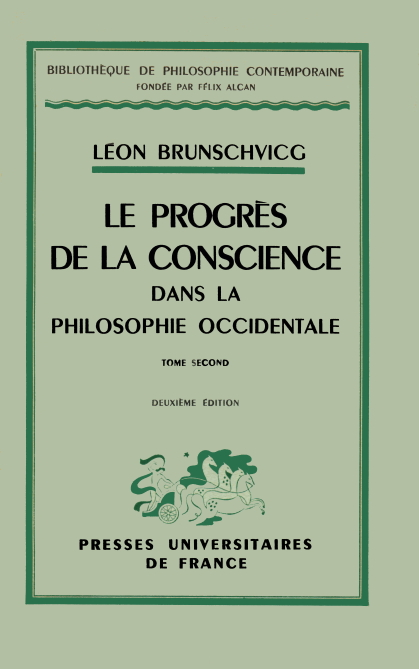 BIBLIOTHÈQUE DE PHILOSOPHIE CONTEMPORAINE
FONDÉE PAR FÉLIX ALCAN
LÉON BRUNSCHVICG
LE PROGRÈS
DE LA CONSCIENCE
DANS LA
PHILOSOPHIE OCCIDENTALE
TOME SECOND
DEUXIÈME ÉDITION
PRESSES UNIVERSITAIRES
DE FRANCE